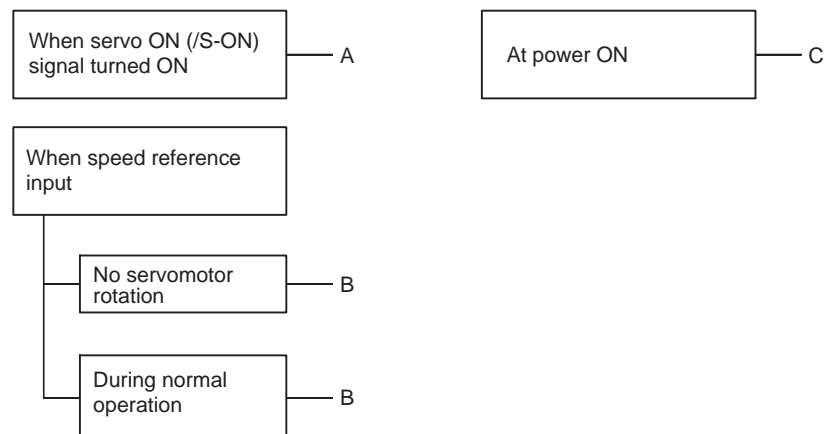 When servo ON (/S-ON)
signal turned ON
A
At power ON
C
When speed reference
input
No servomotor
rotation
B
During normal
operation
B